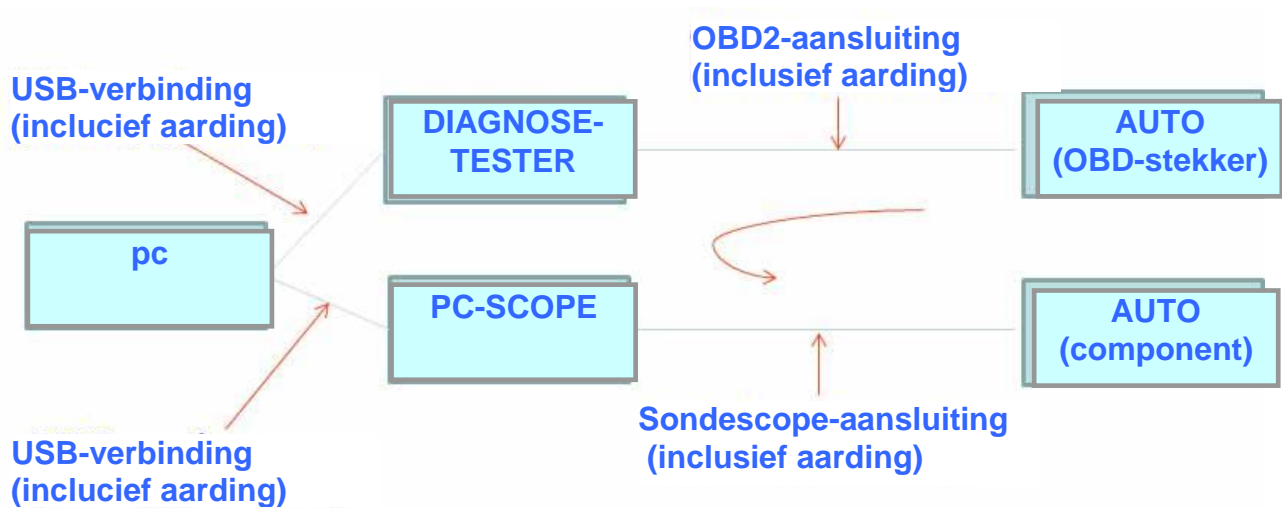 OBD2-aansluiting
(inclusief aarding)
USB-verbinding
(inclucief aarding)
DIAGNOSE-
TESTER
AUTO
(OBD-stekker)
pc
PC-SCOPE
AUTO
(component)
Sondescope-aansluiting
(inclusief aarding)
USB-verbinding
(inclucief aarding)